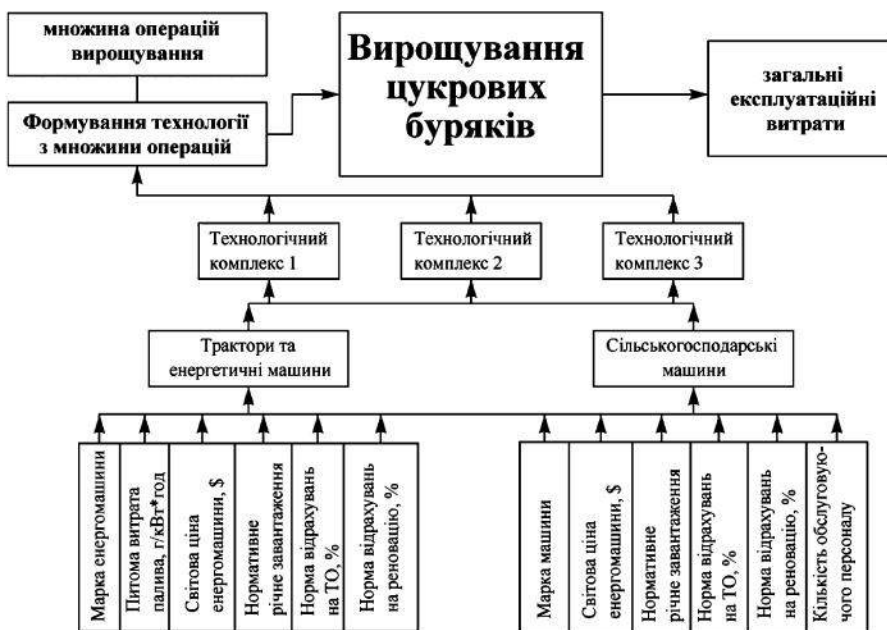 множина операцій
вирощування
Формування технології
з множини операцій
Вирощування
цукрових
буряків
загальні
експлуатаційні
витрати
Технологічний
комплекс 1
Технологічний
комплекс 2
Технологічний
комплекс 3
Трактори та
енергетичні машини
Сільськогосподарські
машини
Марка енергомашини
Питома витрата
палива, г/кВт*год
Світова ціна
енергомашини, $
Нормативне
річне завантаження
Норма відрахувань
на ТО, %
Норма відрахувань
на реновацію, %
Марка машини
Світова ціна
енергомашини, $
Нормативне
річне завантаження
Норма відрахувань
на ТО, %
Норма відрахувань
на реновацію, %
Кількість обслуговую-
чого персоналу